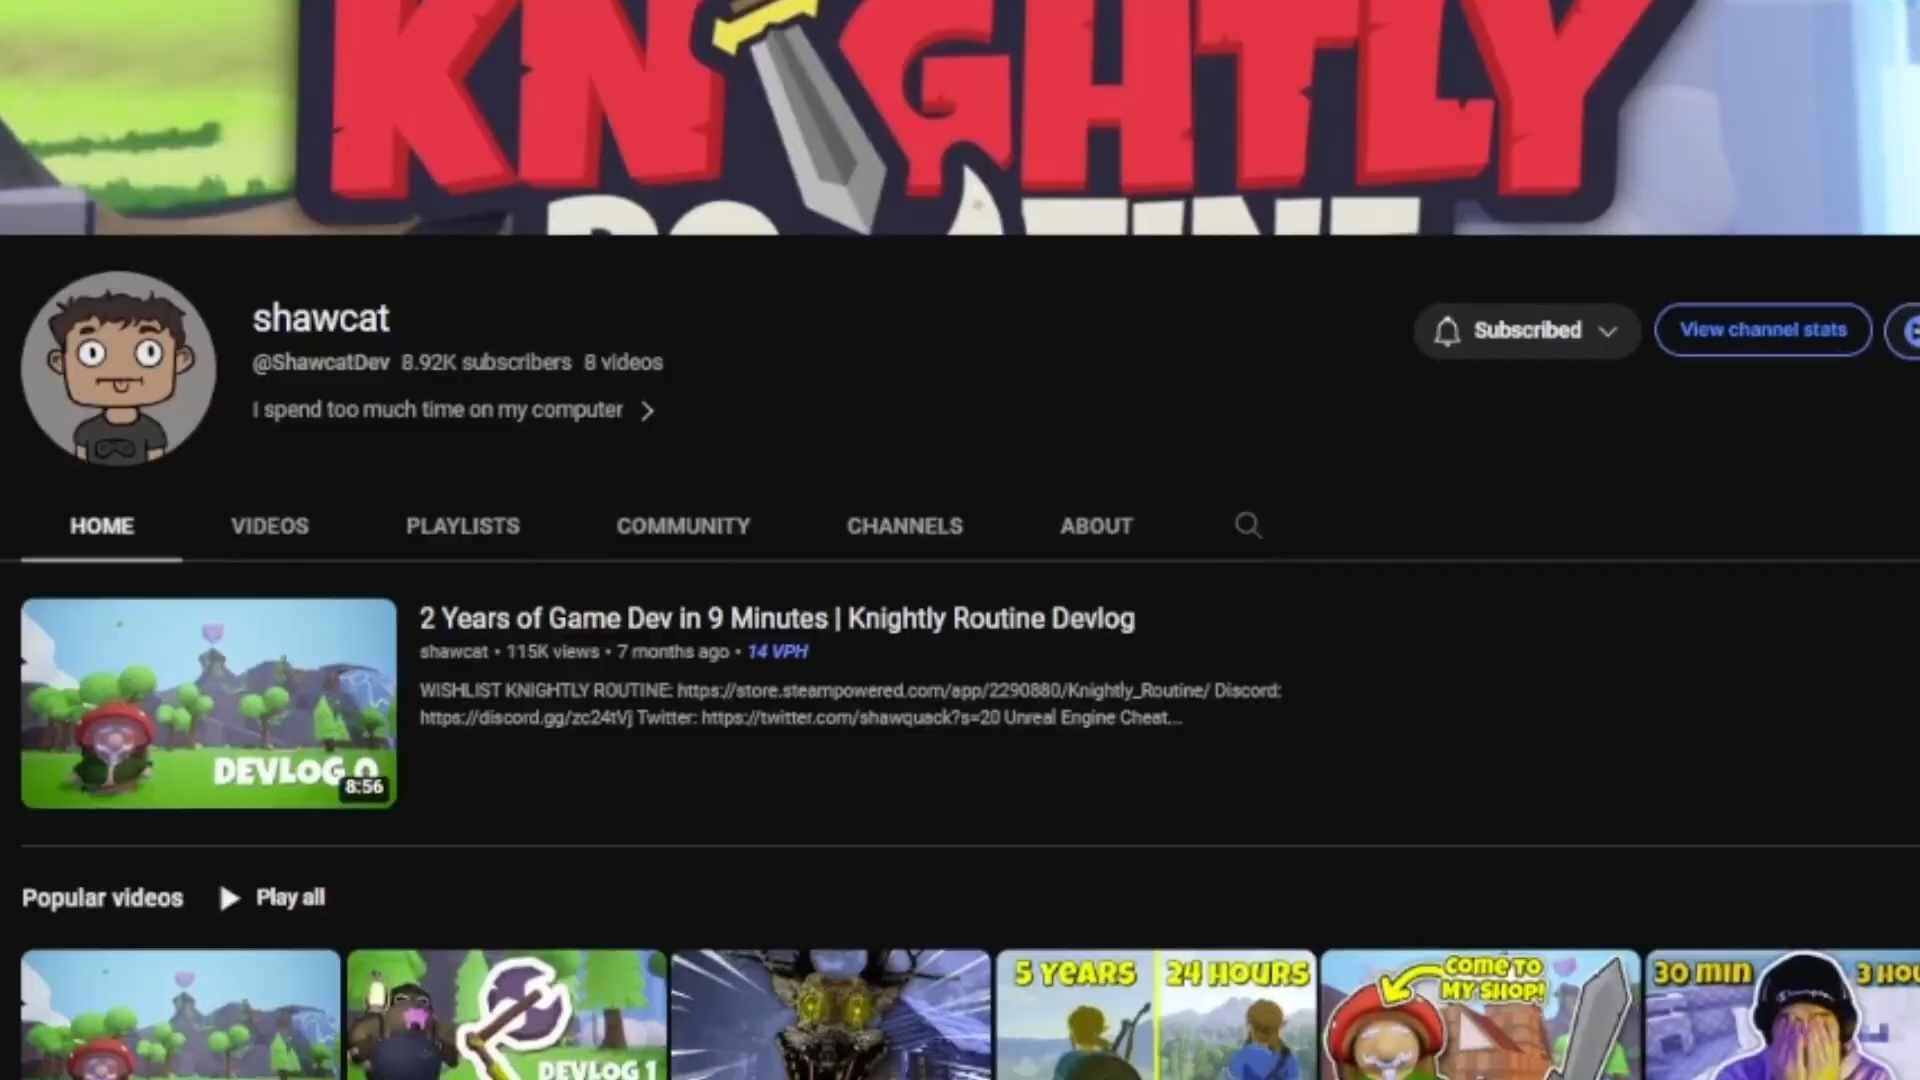 KNIGHTLY
shawcat
@ShawcatDev 8.92K subscribers 8 videos
I spend too much time on my computer
Subscribed
View channel stats
HOME VIDEOS PLAYLISTS COMMUNITY CHANNELS ABOUT
2 Years of Game Dev in 9 Minutes | Knightly Routine Devlog
shawcat • 115K views • 7 months ago • 14 VPH
WISHLIST KNIGHTLY ROUTINE: https://store.steampowered.com/app/2290880/Knightly_Routine/ Discord:
https://discord.gg/zc24tVj Twitter: https://twitter.com/shawquack?s=20 Unreal Engine Cheat...
DEVLOG 0
8:56
Popular videos Play all
DEVLOG 1
5 YEARS 24 HOURS
COME TO
MY SHOP!
30 MIN 3 HOU